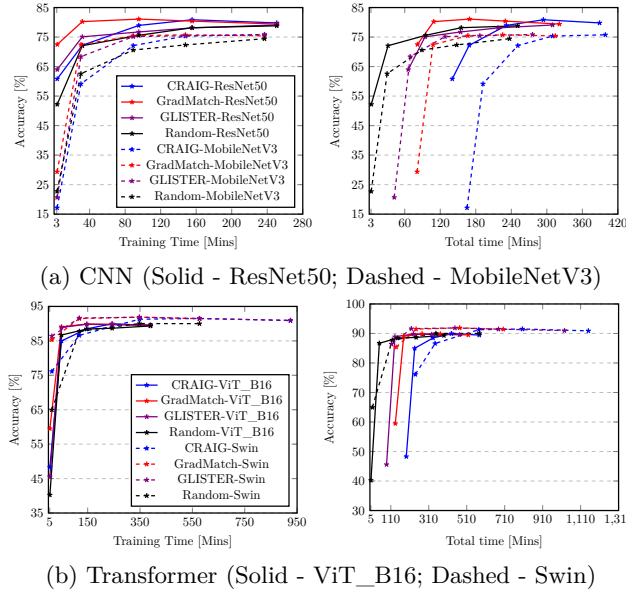 85
75
65
55
45
35
25
15
Accuracy [%]
3 40 80 120 160 200 240 280
Training Time [Mins]
CRAIG-ResNet50
GradMatch-ResNet50
GLISTER-ResNet50
Random-ResNet50
CRAIG-MobileNetV3
GradMatch-MobileNetV3
GLISTER-MobileNetV3
Random-MobileNetV3
85
75
65
55
45
35
25
15
Accuracy [%]
3 60 120 180 240 300 360 420
Total time [Mins]
(a) CNN (Solid - ResNet50; Dashed - MobileNetV3)
95
85
75
65
55
45
35
Accuracy [%]
5 150 350 550 750 950
Training Time [Mins]
CRAIG-ViT_B16
GradMatch-ViT_B16
GLISTER-ViT_B16
Random-ViT_B16
CRAIG-Swin
GradMatch-Swin
GLISTER-Swin
Random-Swin
100
90
80
70
60
50
40
30
Accuracy [%]
5 110 310 510 710 910 1,110 1,31
Total time [Mins]
(b) Transformer (Solid - ViT_B16; Dashed - Swin)